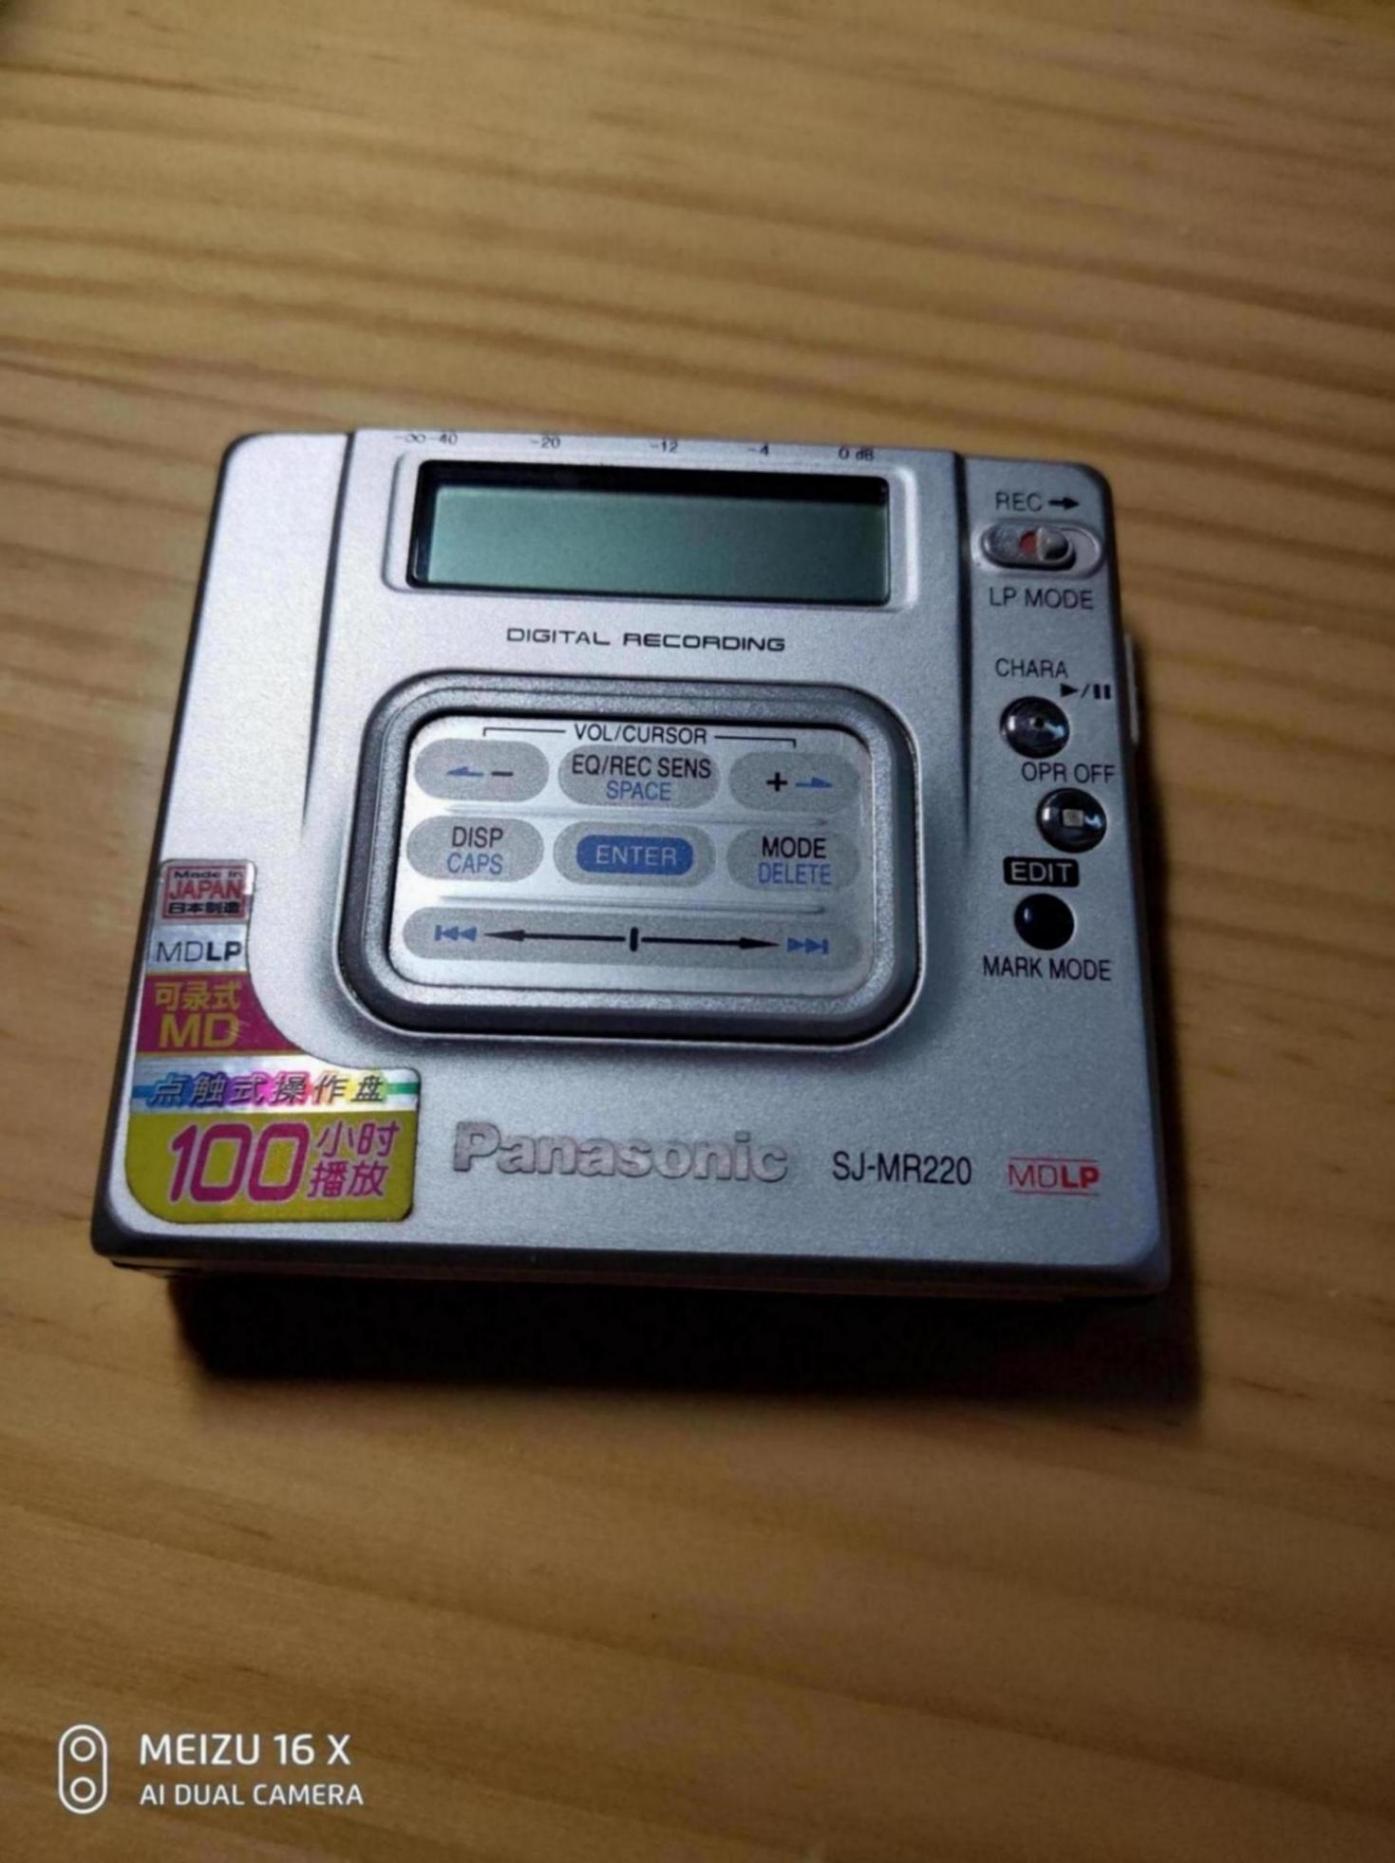 -∞ -40 -20 -12 -4 0 dB
REC
LP MODE
DIGITAL RECORDING
CHARA
►/II
VOL/CURSOR
← -
EQ/REC SENS
SPACE
+ →
OPR OFF
DISP
CAPS
ENTER
MODE
DELETE
EDIT
MARK MODE
Made in
JAPAN
日本制造
MDLP
可录式
MD
点触式操作盘
100小时
播放
Panasonic SJ-MR220 MDLP
MEIZU 16 X
AI DUAL CAMERA